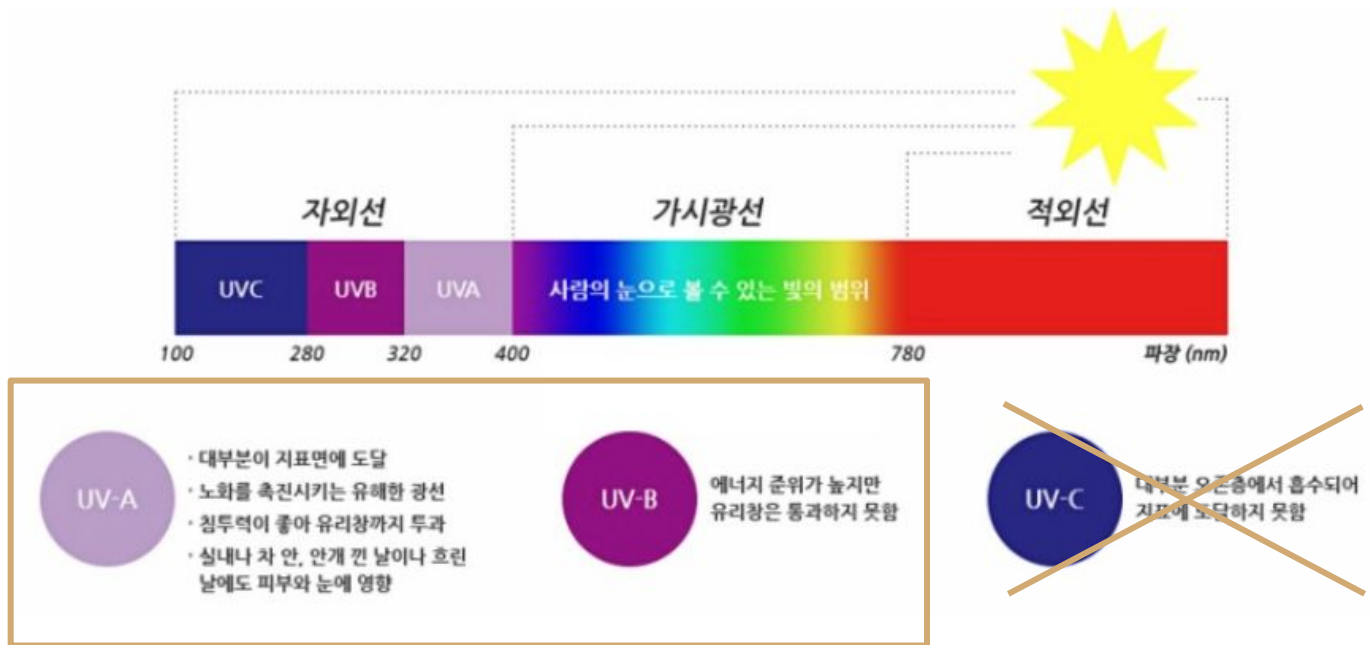 자외선 가시광선 적외선
UVC UVB UVA 사람의 눈으로 볼 수 있는 빛의 범위
100 280 320 400 780 파장 (nm)
UV-A
· 대부분이 지표면에 도달
· 노화를 촉진시키는 유해한 광선
· 침투력이 좋아 유리창까지 투과
· 실내나 차 안, 안개 낀 날이나 흐린
날에도 피부와 눈에 영향
UV-B
에너지 준위가 높지만
유리창은 통과하지 못함
UV-C
대부분 오존층에서 흡수되어
지표에 도달하지 못함